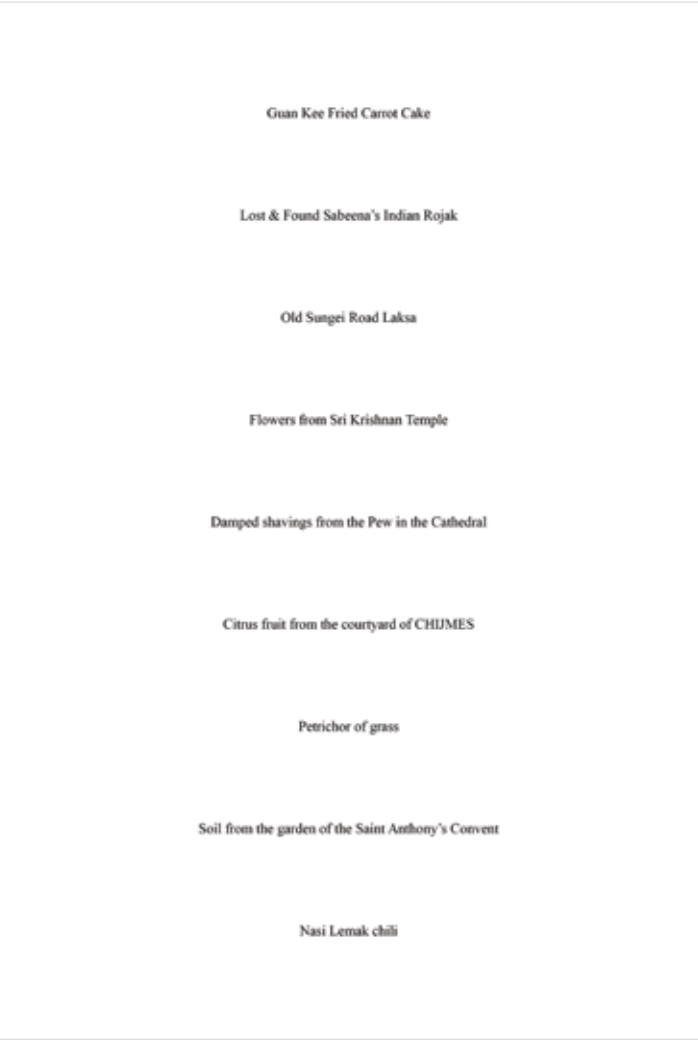 Guan Kee Fried Carrot Cake
Lost & Found Sabeena's Indian Rojak
Old Sungei Road Laksa
Flowers from Sri Krishnan Temple
Damped shavings from the Pew in the Cathedral
Citrus fruit from the courtyard of CHIJMES
Petrichor of grass
Soil from the garden of the Saint Anthony's Convent
Nasi Lemak chili